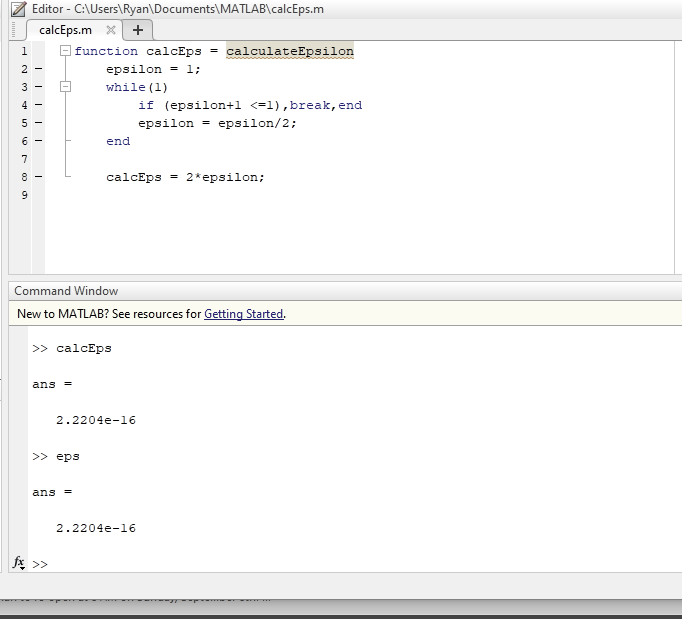 Editor - C:\Users\Ryan\Documents\MATLAB\calcEps.m
calcEps.m
1 function calcEps = calculateEpsilon
2 epsilon = 1;
3 while(1)
4 if (epsilon+1 <=1),break,end
5 epsilon = epsilon/2;
6 end
7
8 calcEps = 2*epsilon;
9
Command Window
New to MATLAB? See resources for Getting Started.
>> calcEps
ans =
2.2204e-16
>> eps
ans =
2.2204e-16
fx >>